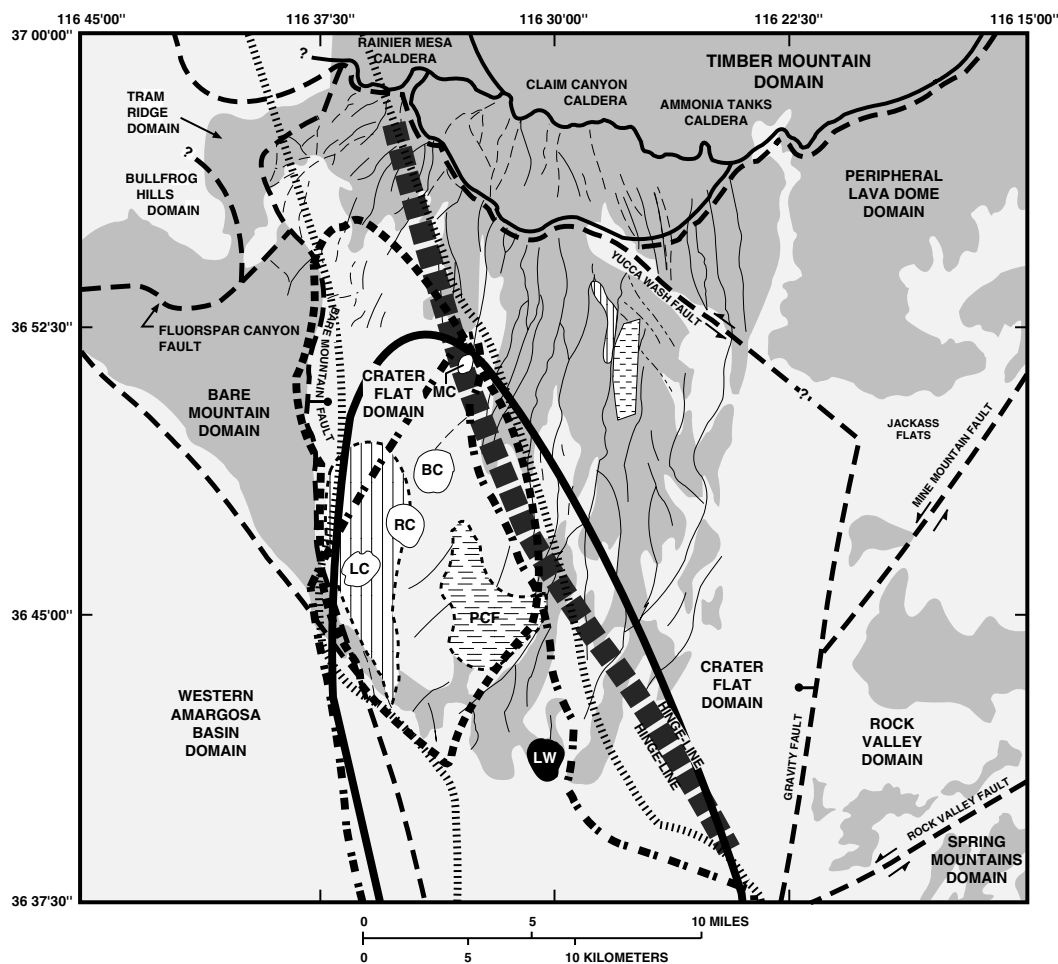 116 45'00"
116 37'30"
116 30'00"
116 22'30"
116 15'00"
37 00'00"
36 52'30"
36 45'00"
36 37'30"
RAINIER MESA
CALDERA
?
TIMBER MOUNTAIN
DOMAIN
CLAIM CANYON
CALDERA
AMMONIA TANKS
CALDERA
TRAM
RIDGE
DOMAIN
?
BULLFROG
HILLS
DOMAIN
PERIPHERAL
LAVA DOME
DOMAIN
YUCCA WASH FAULT
FLUORSPAR CANYON
FAULT
BARE MOUNTAIN FAULT
BARE
MOUNTAIN
DOMAIN
CRATER
FLAT
DOMAIN
MC
?
JACKASS
FLATS
MINE MOUNTAIN FAULT
BC
RC
LC
PCF
WESTERN
AMARGOSA
BASIN
DOMAIN
CRATER
FLAT
DOMAIN
HINGE-LINE
HINGE-LINE
LW
GRAVITY FAULT
ROCK
VALLEY
DOMAIN
ROCK VALLEY FAULT
SPRING
MOUNTAINS
DOMAIN
0
5
10 MILES
0
5
10 KILOMETERS